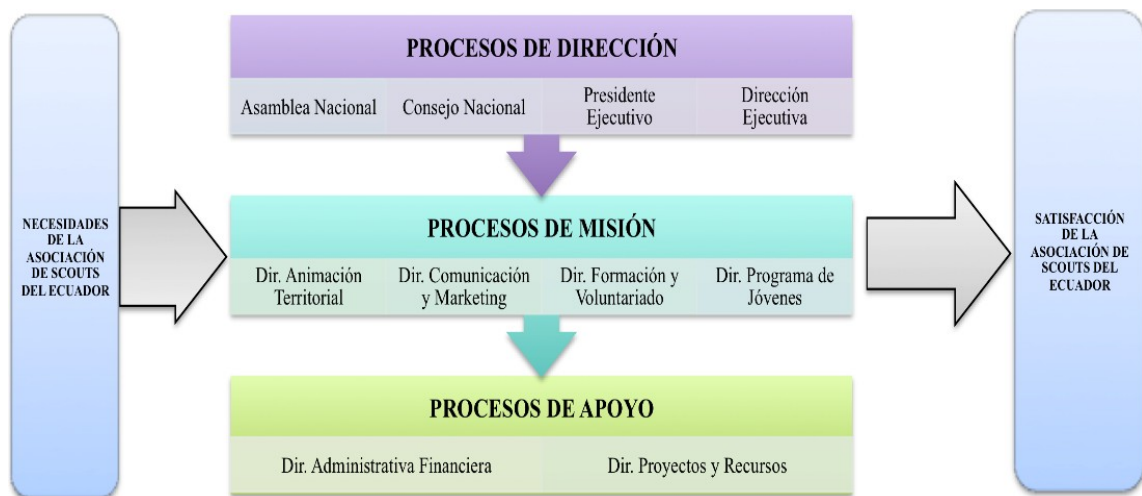 NECESIDADES
DE LA
ASOCIACIÓN
DE SCOUTS
DEL ECUADOR
PROCESOS DE DIRECCIÓN
Asamblea Nacional
Consejo Nacional
Presidente
Ejecutivo
Dirección
Ejecutiva
PROCESOS DE MISIÓN
Dir. Animación
Territorial
Dir. Comunicación
y Marketing
Dir. Formación y
Voluntariado
Dir. Programa de
Jóvenes
PROCESOS DE APOYO
Dir. Administrativa Financiera
Dir. Proyectos y Recursos
SATISFACCIÓN
DE LA
ASOCIACIÓN DE
SCOUTS DEL
ECUADOR